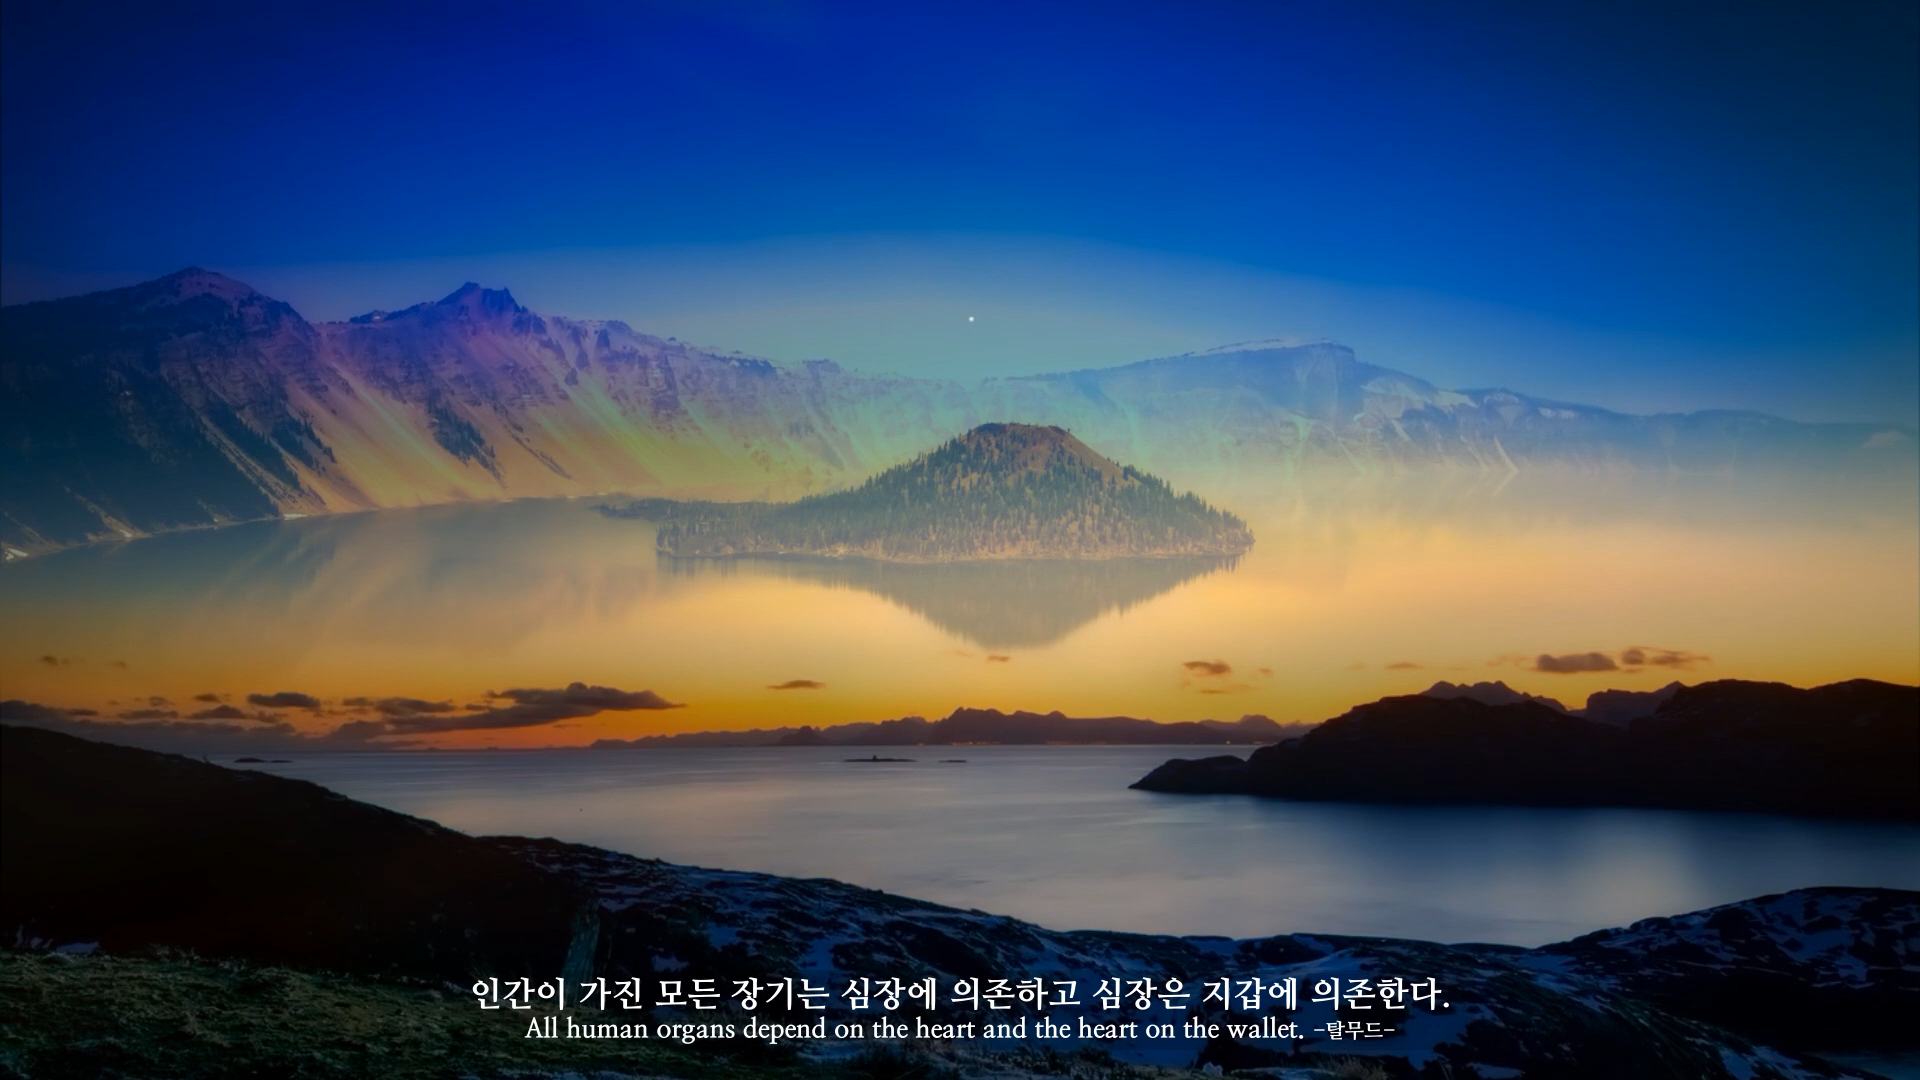 인간이 가진 모든 장기는 심장에 의존하고 심장은 지갑에 의존한다.
All human organs depend on the heart and the heart on the wallet. -탈무드-